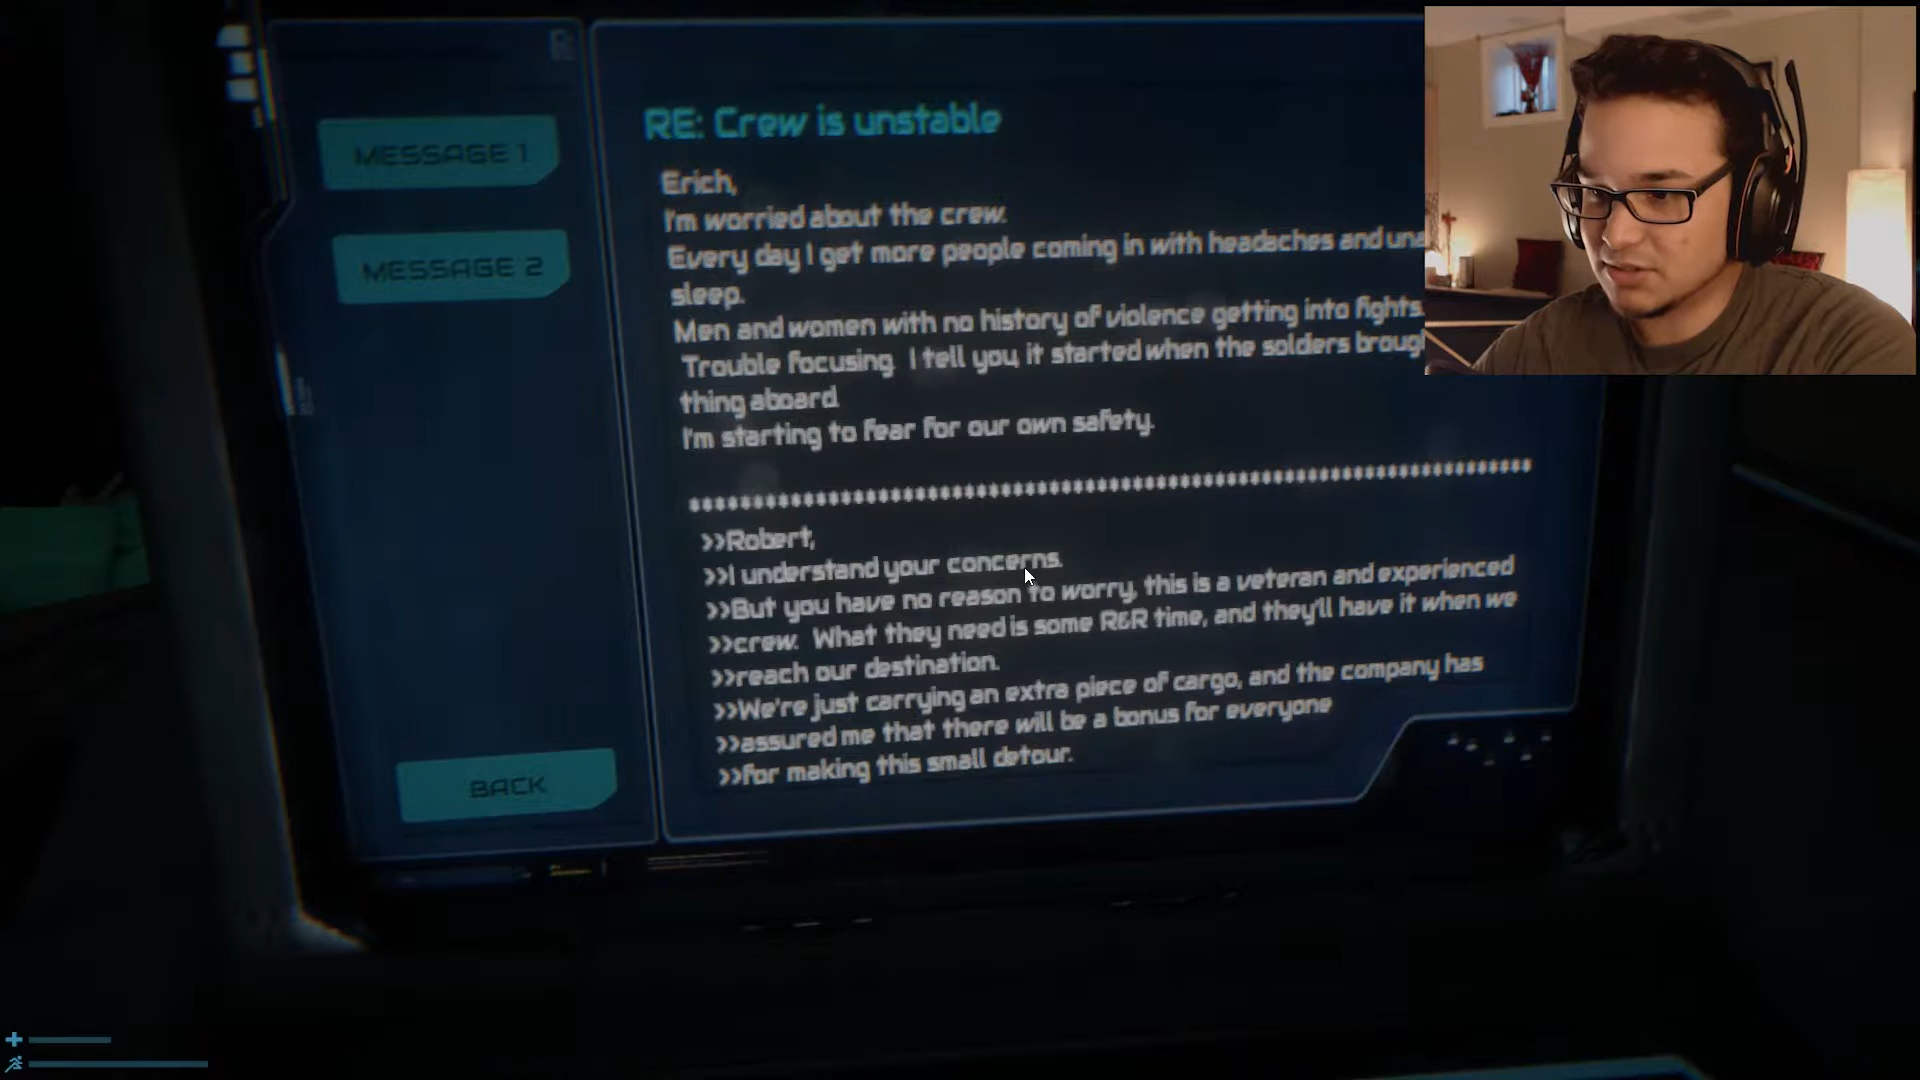 MESSAGE 1
MESSAGE 2
BACK
RE: Crew is unstable
Erich,
I'm worried about the crew.
Every day I get more people coming in with headaches and
sleep.
Men and women with no history of violence getting into fights.
Trouble focusing. I tell you, it started when the solders
thing aboard.
I'm starting to fear for our own safety.
>>Robert,
>>I understand your concerns.
>>But you have no reason to worry, this is a veteran and experienced
>>crew. What they need is some R&R time, and they'll have it when we
>>reach our destination.
>>We're just carrying an extra piece of cargo, and the company has
>>assured me that there will be a bonus for everyone
>>for making this small detour.